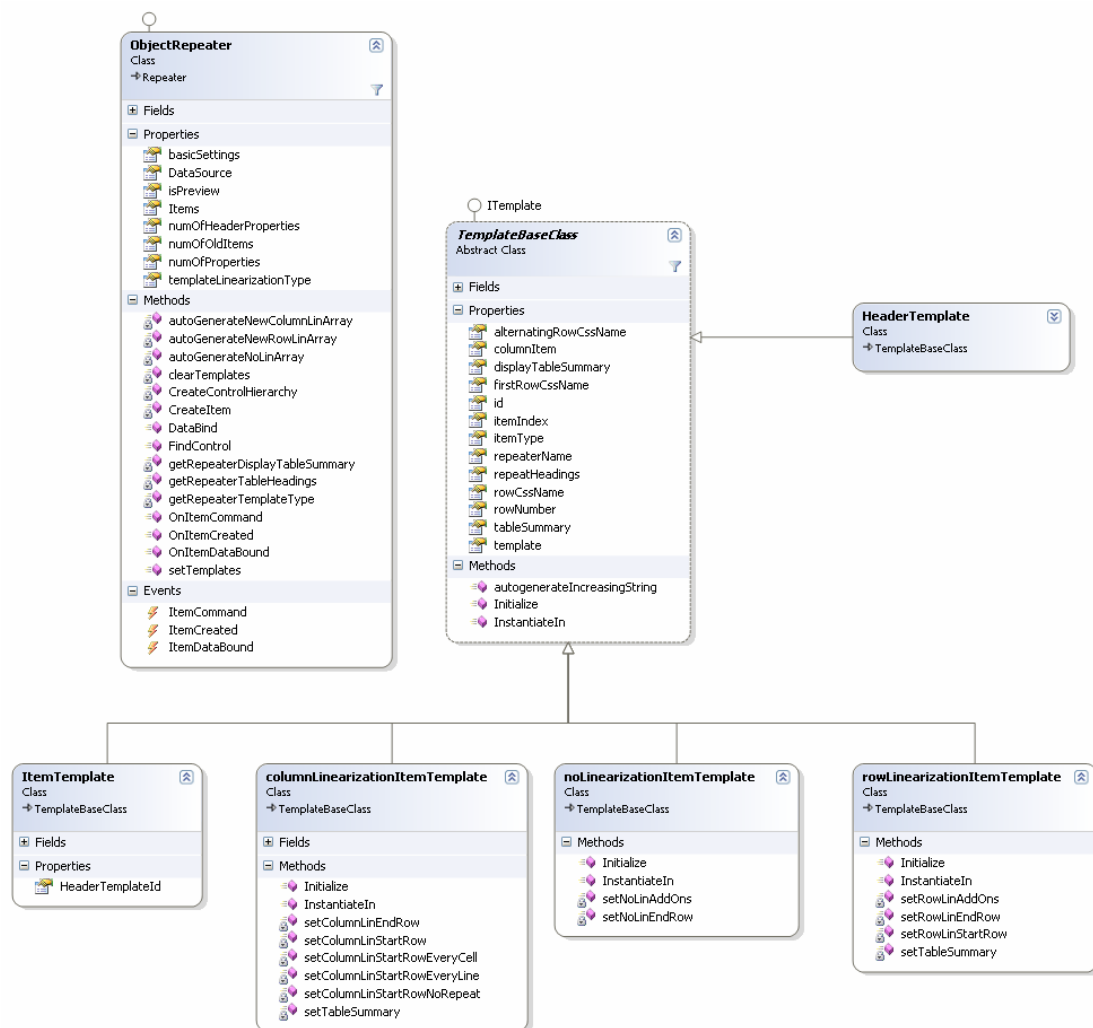 ObjectRepeater
Class
Repeater
Fields
Properties
basicSettings
DataSource
isPreview
Items
numOfHeaderProperties
numOfOldItems
numOfProperties
templateLinearizationType
Methods
autoGenerateNewColumnLinArray
autoGenerateNewRowLinArray
autoGenerateNoLinArray
clearTemplates
CreateControlHierarchy
CreateItem
DataBind
FindControl
getRepeaterDisplayTableSummary
getRepeaterTableHeadings
getRepeaterTemplateType
OnItemCommand
OnItemCreated
OnItemDataBound
setTemplates
Events
ItemCommand
ItemCreated
ItemDataBound
ITemplate
TemplateBaseClass
Abstract Class
Fields
Properties
alternatingRowCssName
columnItem
displayTableSummary
firstRowCssName
id
itemIndex
itemType
repeaterName
repeatHeadings
rowCssName
rowNumber
tableSummary
template
Methods
autogenerateIncreasingString
Initialize
InstantiateIn
HeaderTemplate
Class
TemplateBaseClass
ItemTemplate
Class
TemplateBaseClass
Fields
Properties
HeaderTemplateId
columnLinearizationItemTemplate
Class
TemplateBaseClass
Fields
Methods
Initialize
InstantiateIn
setColumnLinEndRow
setColumnLinStartRow
setColumnLinStartRowEveryCell
setColumnLinStartRowEveryLine
setColumnLinStartRowNoRepeat
setTableSummary
noLinearizationItemTemplate
Class
TemplateBaseClass
Methods
Initialize
InstantiateIn
setNoLinAddOns
setNoLinEndRow
rowLinearizationItemTemplate
Class
TemplateBaseClass
Methods
Initialize
InstantiateIn
setRowLinAddOns
setRowLinEndRow
setRowLinStartRow
setTableSummary